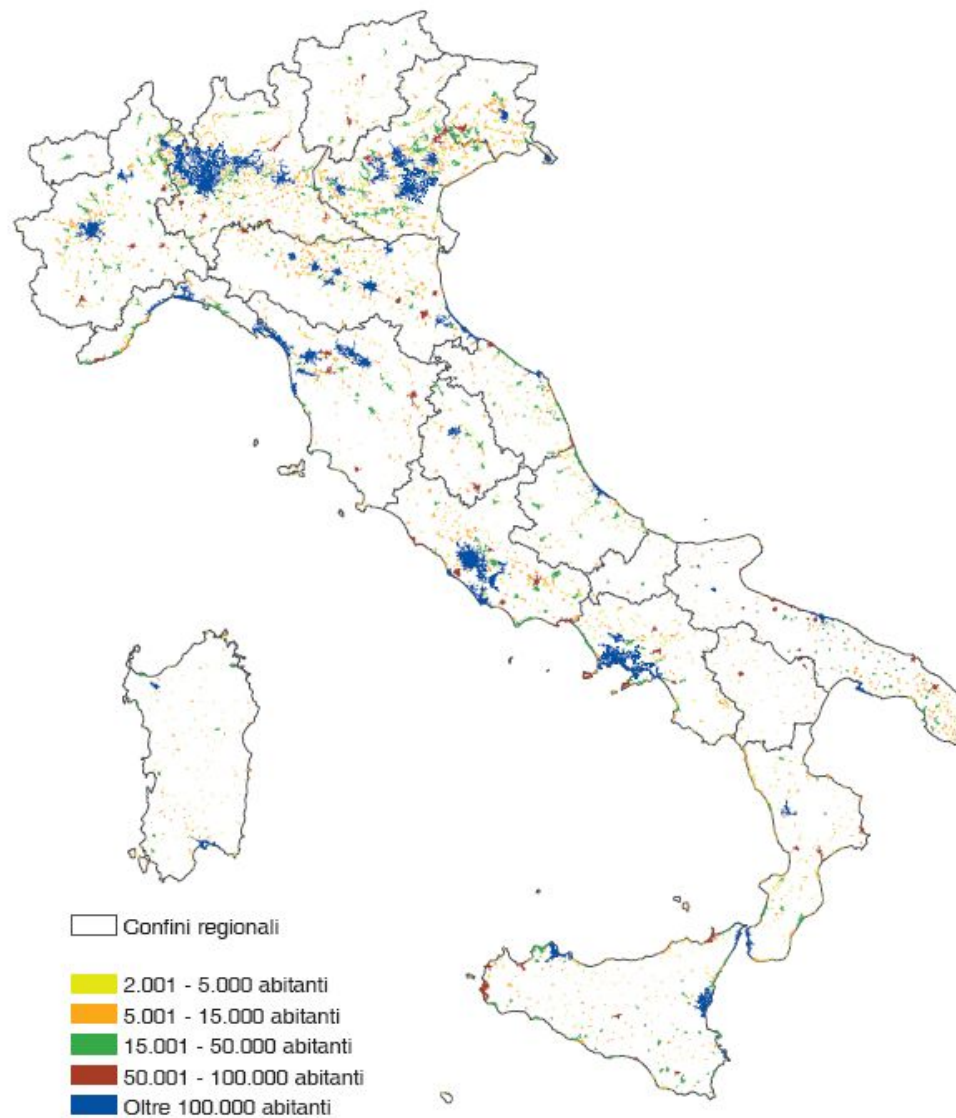 Confini regionali
2.001 - 5.000 abitanti
5.001 - 15.000 abitanti
15.001 - 50.000 abitanti
50.001 - 100.000 abitanti
Oltre 100.000 abitanti